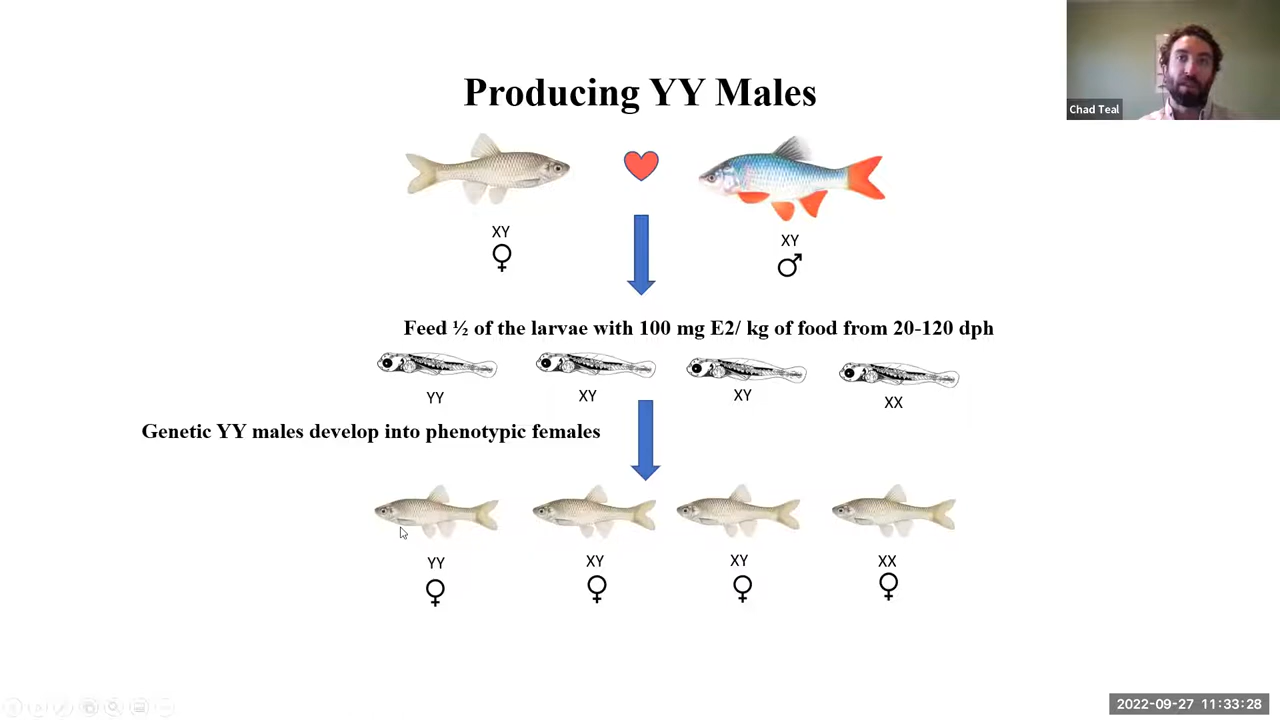 Producing YY Males
Chad Teal
XY
♀
XY
♂
Feed ½ of the larvae with 100 mg E2/ kg of food from 20-120 dph
YY
XY
XY
XX
Genetic YY males develop into phenotypic females
YY
XY
XY
XX
♀
♀
♀
♀
2022-09-27 11:33:28